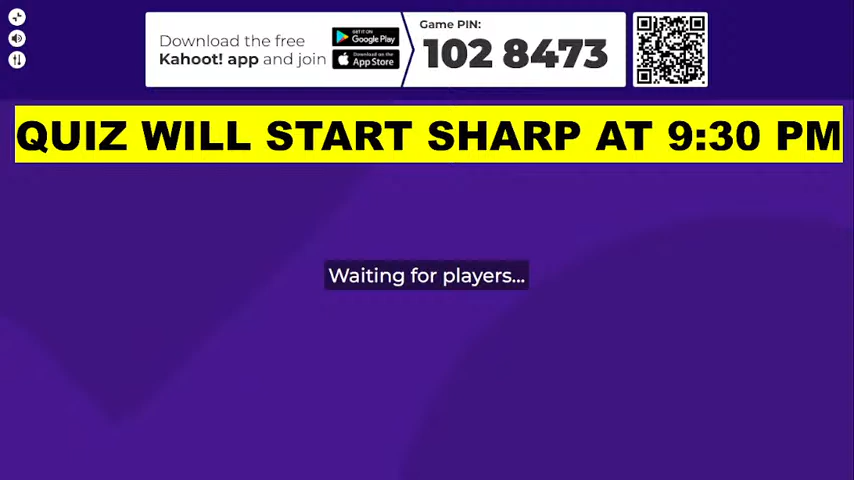 Download the free
Kahoot! app and join
GET IT ON
Google Play
Download on the
App Store
Game PIN:
102 8473
QUIZ WILL START SHARP AT 9:30 PM
Waiting for players...